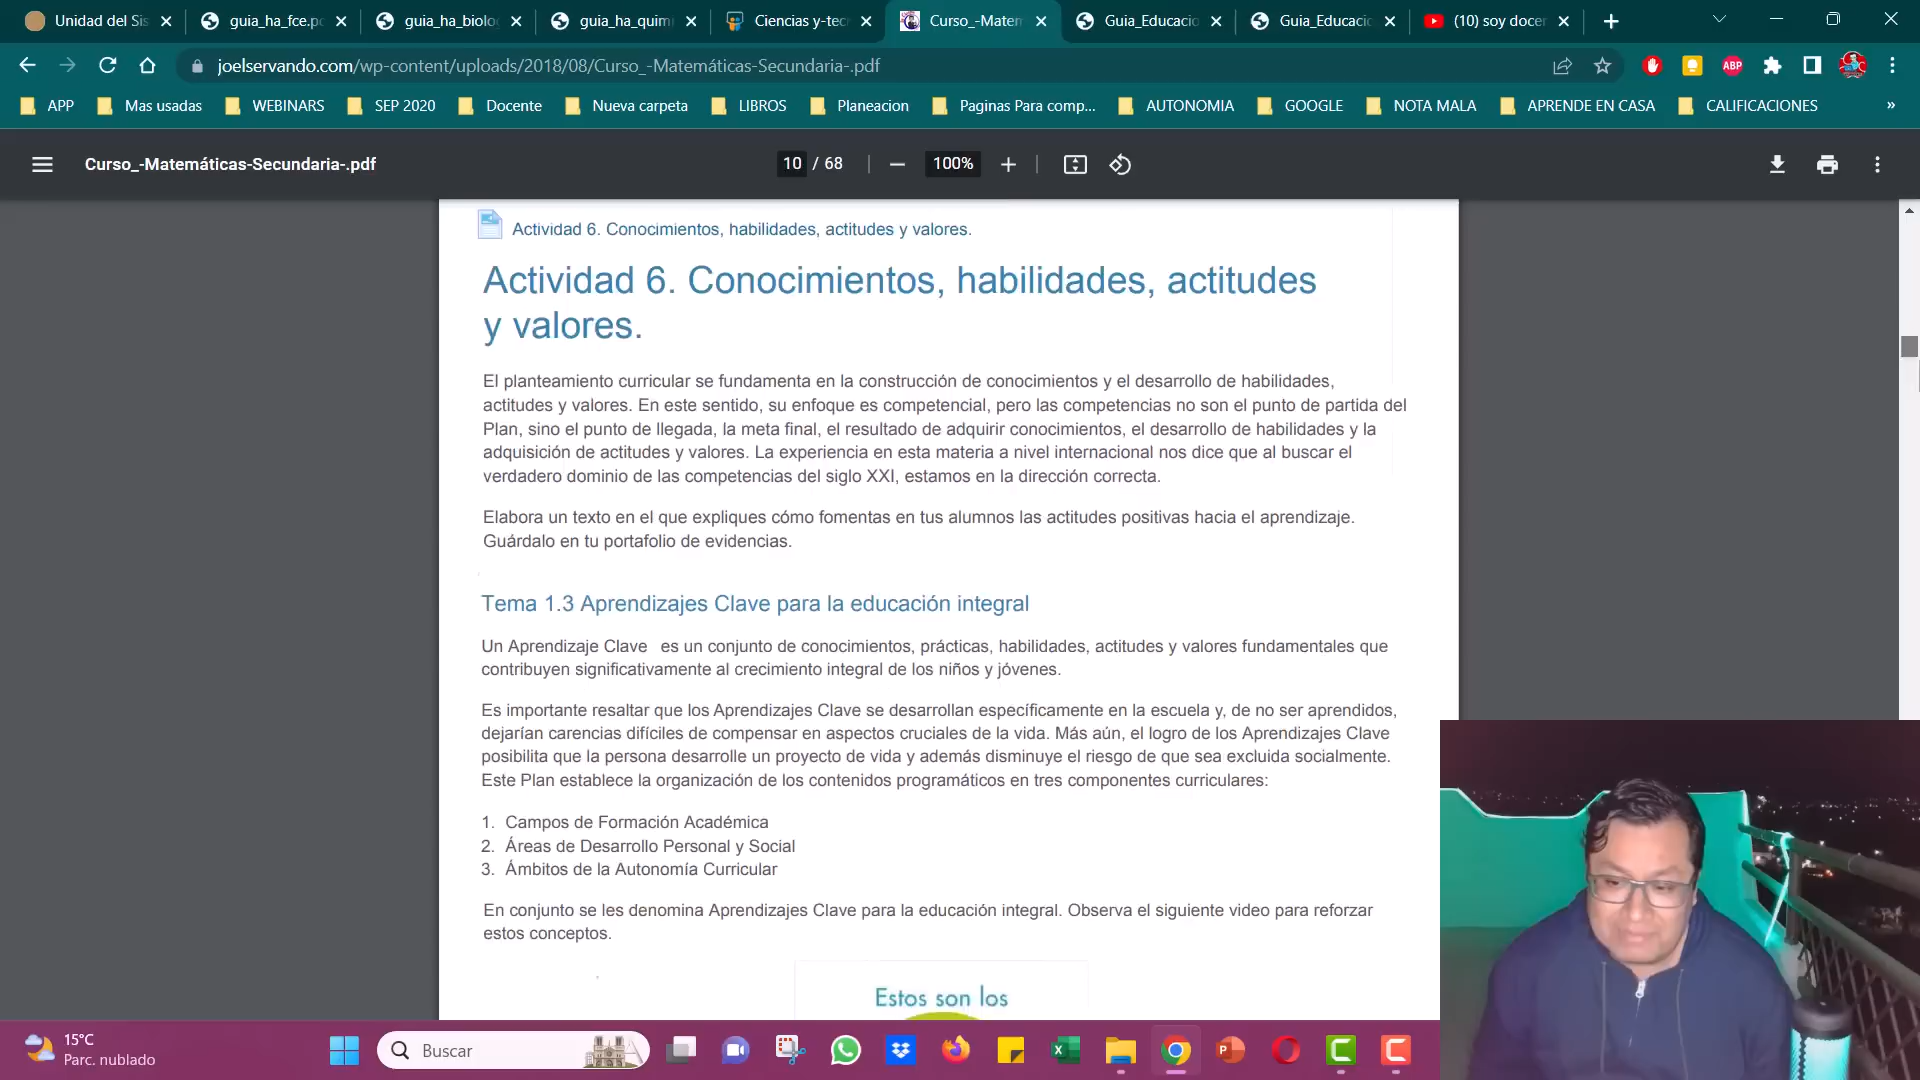 Unidad del Sis
guia_ha_fce.p
guia_ha_biolo
guia_ha_quim
Ciencias y-tec
Curso_-Matem
Guia_Educacio
Guia_Educacio
(10) soy docen
joelservando.com/wp-content/uploads/2018/08/Curso_-Matemáticas-Secundaria-.pdf
ABP
APP
Mas usadas
WEBINARS
SEP 2020
Docente
Nueva carpeta
LIBROS
Planeacion
Paginas Para comp...
AUTONOMIA
GOOGLE
NOTA MALA
APRENDE EN CASA
CALIFICACIONES
»
Curso_-Matemáticas-Secundaria-.pdf
10 / 68
100%
Actividad 6. Conocimientos, habilidades, actitudes y valores.
Actividad 6. Conocimientos, habilidades, actitudes
y valores.
El planteamiento curricular se fundamenta en la construcción de conocimientos y el desarrollo de habilidades,
actitudes y valores. En este sentido, su enfoque es competencial, pero las competencias no son el punto de partida del
Plan, sino el punto de llegada, la meta final, el resultado de adquirir conocimientos, el desarrollo de habilidades y la
adquisición de actitudes y valores. La experiencia en esta materia a nivel internacional nos dice que al buscar el
verdadero dominio de las competencias del siglo XXI, estamos en la dirección correcta.
Elabora un texto en el que expliques cómo fomentas en tus alumnos las actitudes positivas hacia el aprendizaje.
Guárdalo en tu portafolio de evidencias.
Tema 1.3 Aprendizajes Clave para la educación integral
Un Aprendizaje Clave es un conjunto de conocimientos, prácticas, habilidades, actitudes y valores fundamentales que
contribuyen significativamente al crecimiento integral de los niños y jóvenes.
Es importante resaltar que los Aprendizajes Clave se desarrollan específicamente en la escuela y, de no ser aprendidos,
dejarían carencias difíciles de compensar en aspectos cruciales de la vida. Más aún, el logro de los Aprendizajes Clave
posibilita que la persona desarrolle un proyecto de vida y además disminuye el riesgo de que sea excluida socialmente.
Este Plan establece la organización de los contenidos programáticos en tres componentes curriculares:
1. Campos de Formación Académica
2. Áreas de Desarrollo Personal y Social
3. Ámbitos de la Autonomía Curricular
En conjunto se les denomina Aprendizajes Clave para la educación integral. Observa el siguiente video para reforzar
estos conceptos.
Estos son los
15°C
Parc. nublado
Buscar